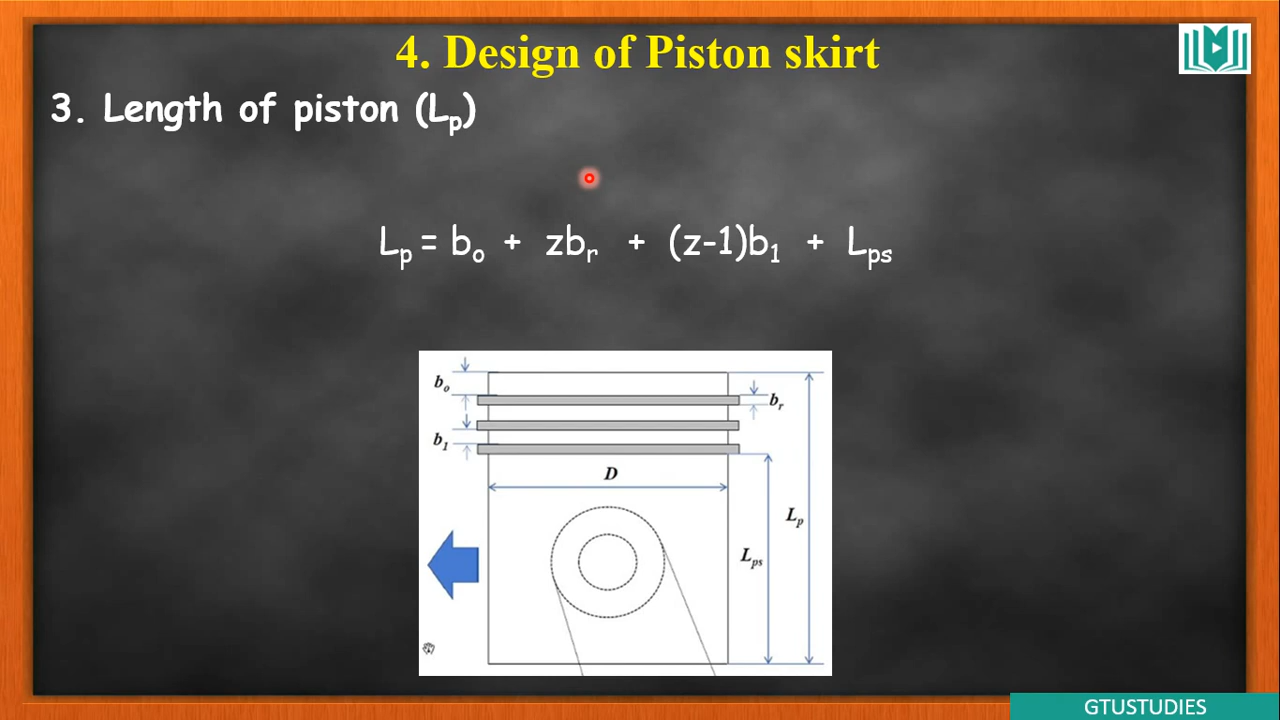 4. Design of Piston skirt
3. Length of piston (Lp)
Lp = bo + zbr + (z-1)b1 + Lps
bo
br
b1
D
Lp
Lps
GTUSTUDIES